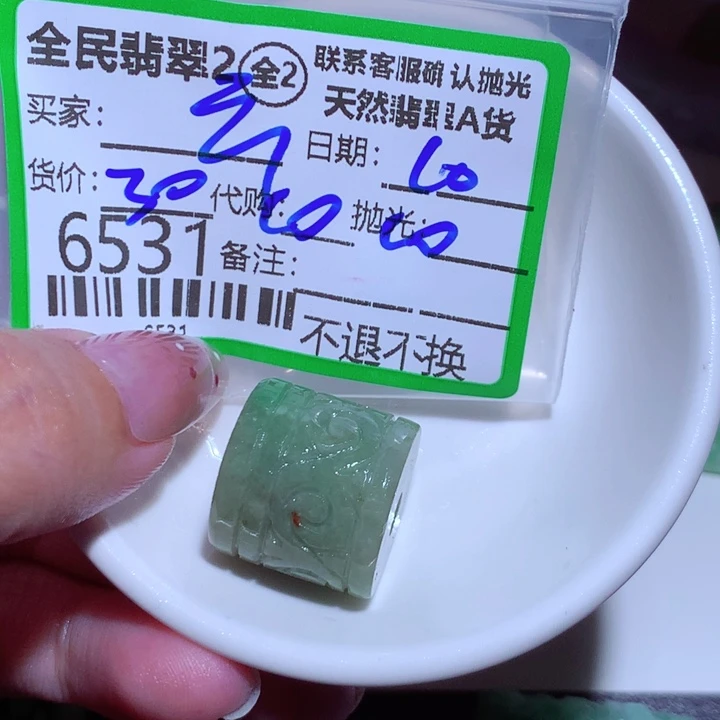 全民翡翠2 全2 联系客服确认抛光
天然翡翠A货
买家: 日期: 60
货价: 30 代购: 抛光:
6531 备注:
6531
不退不换